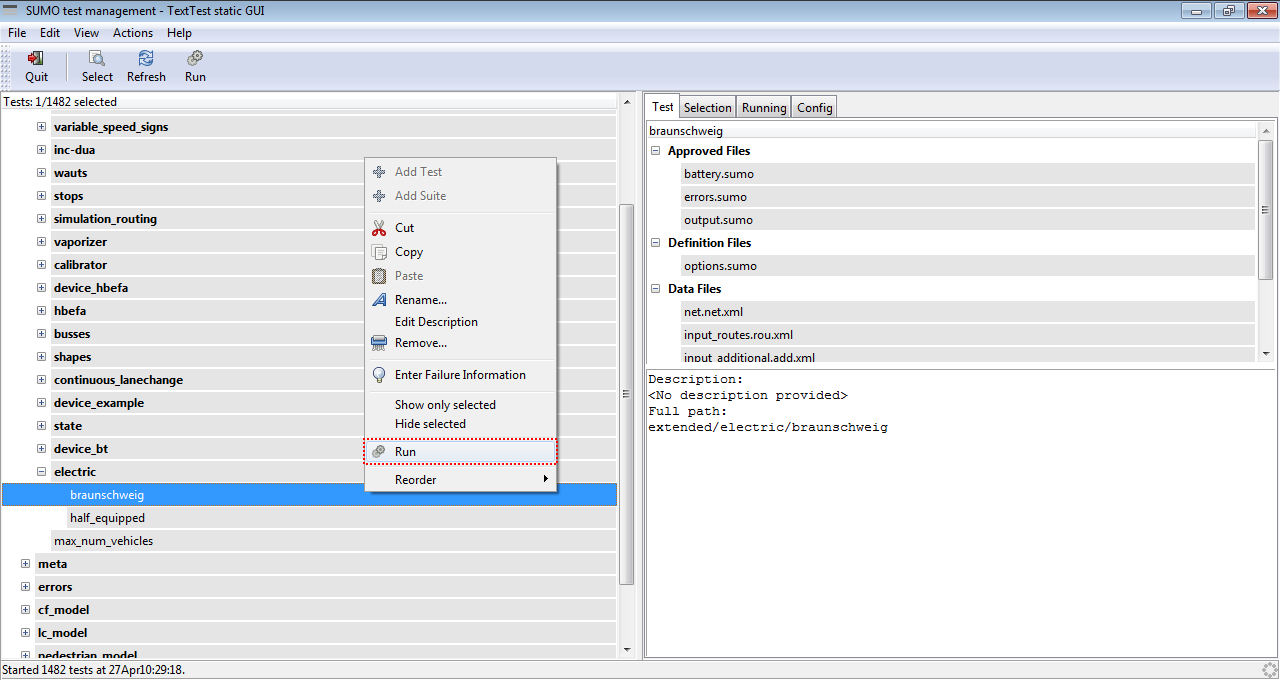 SUMO test management - TextTest static GUI
File Edit View Actions Help
Quit Select Refresh Run
Tests: 1/1482 selected
variable_speed_signs
inc-dua
wauts
stops
simulation_routing
vaporizer
calibrator
device_hbefa
hbefa
busses
shapes
continuous_lanechange
device_example
state
device_bt
electric
braunschweig
half_equipped
max_num_vehicles
meta
errors
cf_model
lc_model
pedestrian_model
Add Test
Add Suite
Cut
Copy
Paste
Rename...
Edit Description
Remove...
Enter Failure Information
Show only selected
Hide selected
Run
Reorder
Test Selection Running Config
braunschweig
Approved Files
battery.sumo
errors.sumo
output.sumo
Definition Files
options.sumo
Data Files
net.net.xml
input_routes.rou.xml
input_additional.add.xml
Description:
<No description provided>
Full path:
extended/electric/braunschweig
Started 1482 tests at 27Apr10:29:18.